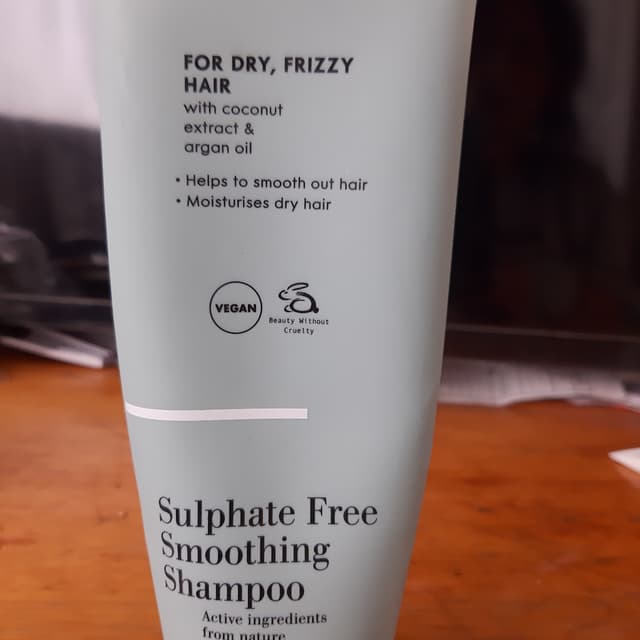 FOR DRY, FRIZZY
HAIR
with coconut
extract &
argan oil
• Helps to smooth out hair
• Moisturises dry hair
VEGAN
Beauty Without
Cruelty
Sulphate Free
Smoothing
Shampoo
Active ingredients
from nature